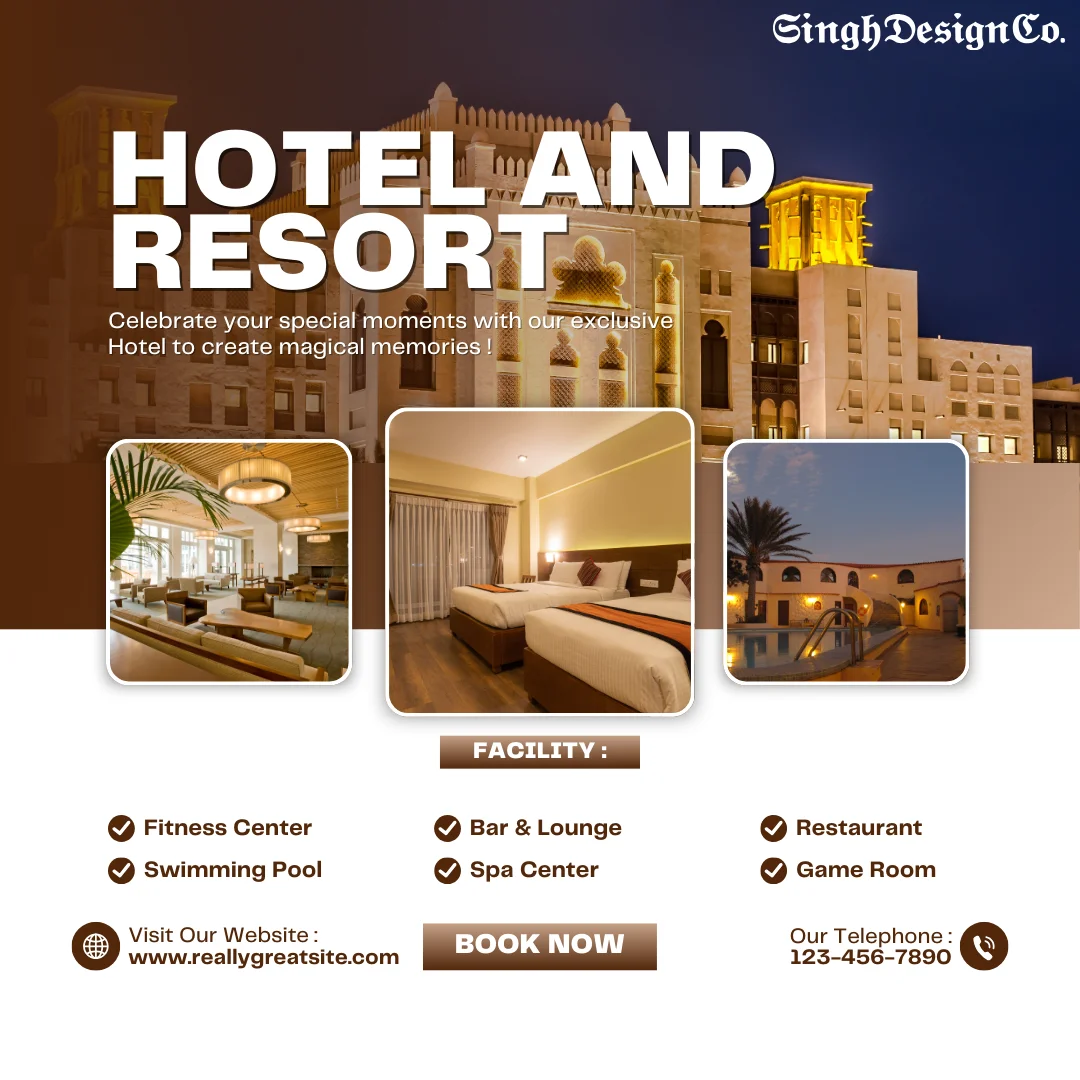 SinghDesignCo.
HOTEL AND
RESORT
Celebrate your special moments with our exclusive
Hotel to create magical memories !
FACILITY :
Fitness Center
Bar & Lounge
Restaurant
Swimming Pool
Spa Center
Game Room
Visit Our Website :
www.reallygreatsite.com
BOOK NOW
Our Telephone :
123-456-7890